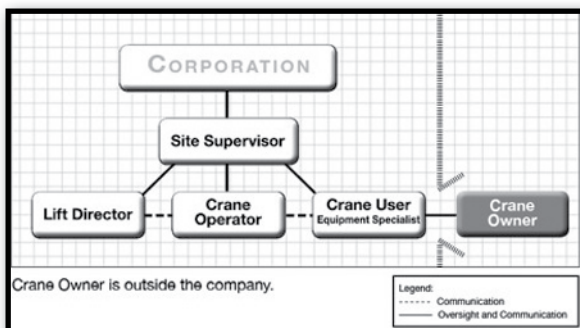 CORPORATION
Site Supervisor
Lift Director
Crane
Operator
Crane User
Equipment Specialist
Crane
Owner
Crane Owner is outside the company.
Legend:
Communication
Oversight and Communication